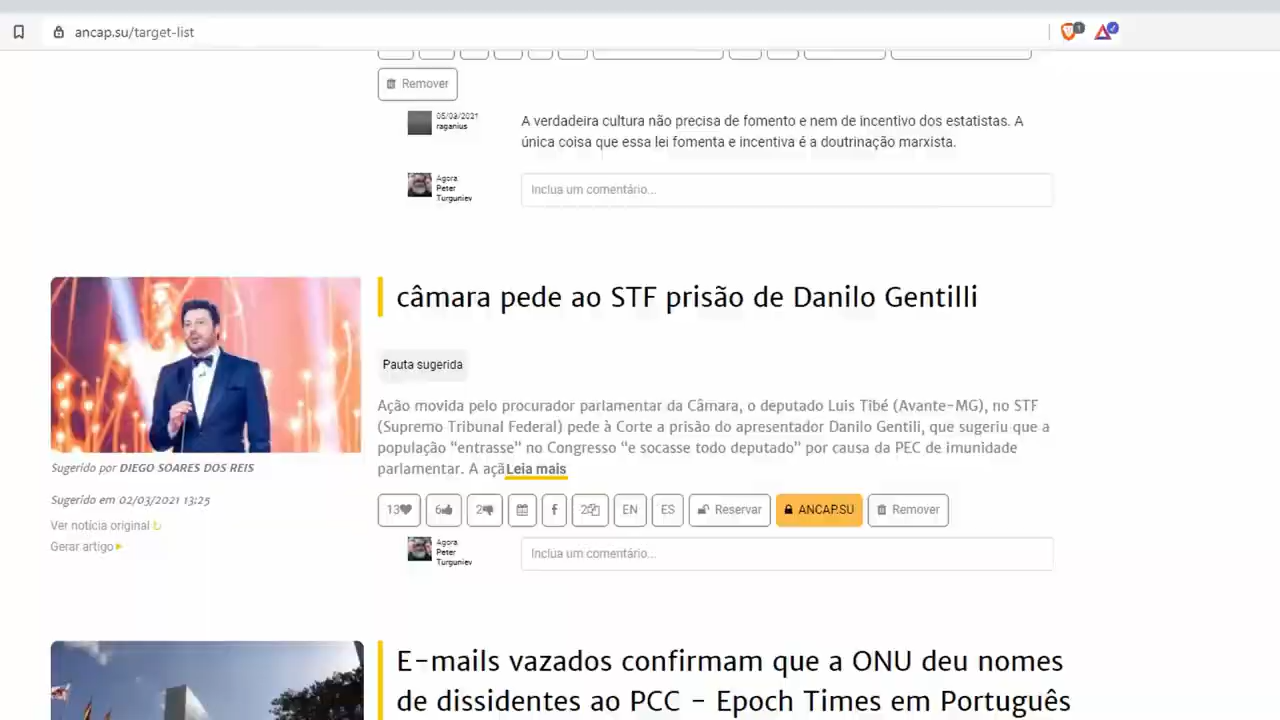 ancap.su/target-list
1
Remover
05/03/2021
raganius
A verdadeira cultura não precisa de fomento e nem de incentivo dos estatistas. A
única coisa que essa lei fomenta e incentiva é a doutrinação marxista.
Agora:
Peter
Turguniev
Inclua um comentário...
câmara pede ao STF prisão de Danilo Gentilli
Pauta sugerida
Ação movida pelo procurador parlamentar da Câmara, o deputado Luis Tibé (Avante-MG), no STF
(Supremo Tribunal Federal) pede à Corte a prisão do apresentador Danilo Gentili, que sugeriu que a
população "entrasse" no Congresso "e socasse todo deputado" por causa da PEC de imunidade
parlamentar. A açãLeia mais
Sugerido por DIEGO SOARES DOS REIS
Sugerido em 02/03/2021 13:25
Ver notícia original
Gerar artigo
13 6 2 f 2 EN ES Reservar ANCAP.SU Remover
Agora:
Peter
Turguniev
Inclua um comentário...
E-mails vazados confirmam que a ONU deu nomes
de dissidentes ao PCC - Epoch Times em Português